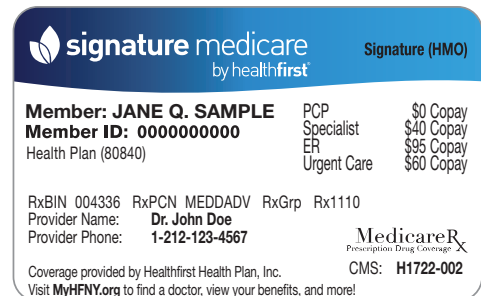 signature medicare
by healthfirst®
Signature (HMO)
Member: JANE Q. SAMPLE
Member ID: 0000000000
Health Plan (80840)
PCP $0 Copay
Specialist $40 Copay
ER $95 Copay
Urgent Care $60 Copay
RxBIN 004336 RxPCN MEDDADV RxGrp Rx1110
Provider Name: Dr. John Doe
Provider Phone: 1-212-123-4567
MedicareRx
Prescription Drug Coverage
CMS: H1722-002
Coverage provided by Healthfirst Health Plan, Inc.
Visit MyHFNY.org to find a doctor, view your benefits, and more!